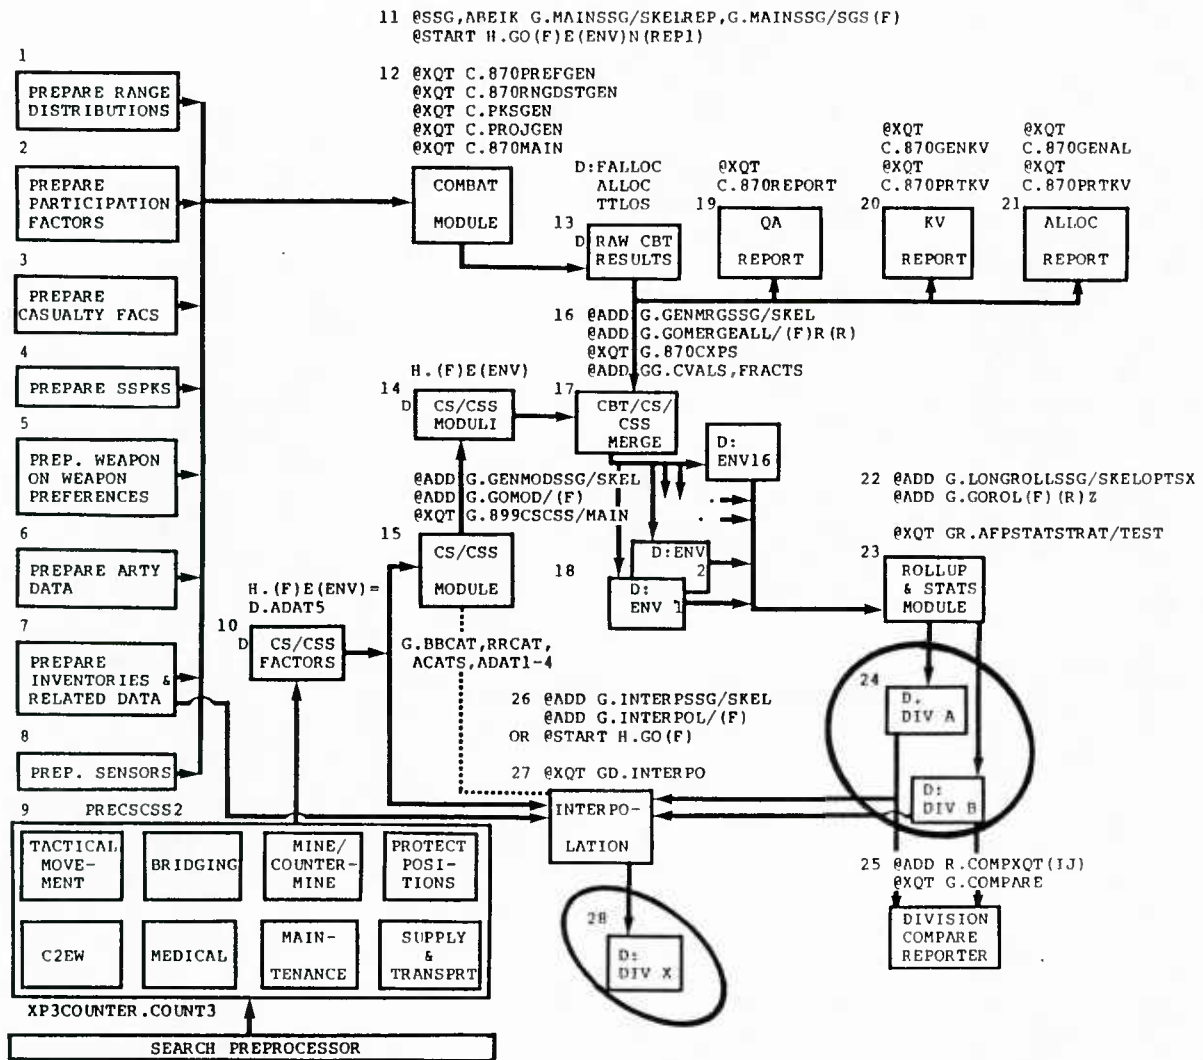 11 @SSG,ABEIK G.MAINSSG/SKELREP,G.MAINSSG/SGS(F)
@START H.GO(F)E(ENV)N(REP1)
12 @XQT C.870PREFGEN
@XQT C.870RNGDSTGEN
@XQT C.PKSGEN
@XQT C.PROJGEN
@XQT C.870MAIN
1
PREPARE RANGE
DISTRIBUTIONS
2
PREPARE
PARTICIPATION
FACTORS
3
PREPARE
CASUALTY FACS
4
PREPARE SSPKS
5
PREP. WEAPON
ON WEAPON
PREFERENCES
6
PREPARE ARTY
DATA
7
PREPARE
INVENTORIES &
RELATED DATA
8
PREP. SENSORS
COMBAT
MODULE
D:FALLOC
ALLOC
TTLOS
13
D RAW CBT
RESULTS
@XQT
C.870REPORT
19
QA
REPORT
@XQT
C.870GENKV
@XQT
C.870PRTKV
20
KV
REPORT
@XQT
C.870GENAL
@XQT
C.870PRTKV
21
ALLOC
REPORT
16 @ADD G.GENMRGSSG/SKEL
@ADD G.GOMERGEALL/(F)R(R)
@XQT G.870CXPS
@ADD GG.CVALS,FRACTS
H.(F)E(ENV)
14
D CS/CSS
MODULI
17
CBT/CS/
CSS
MERGE
D:
ENV16
@ADD G.GENMODSSG/SKEL
@ADD G.GOMOD/(F)
@XQT G.899CSCSS/MAIN
15
CS/CSS
MODULE
18
D:ENV
2
D:
ENV 1
22 @ADD G.LONGROLLSSG/SKELOPTSX
@ADD G.GOROL(F)(R)Z
@XQT GR.AFPSTATSTRAT/TEST
23
ROLLUP
& STATS
MODULE
H.(F)E(ENV)=
D.ADAT5
10
D CS/CSS
FACTORS
G.BBCAT,RRCAT,
ACATS,ADAT1-4
26 @ADD G.INTERPSSG/SKEL
@ADD G.INTERPOL/(F)
OR @START H.GO(F)
27 @XQT GD.INTERPO
INTERPO-
LATION
24
D.
DIV A
D:
DIV B
25 @ADD R.COMPXQT(IJ)
@XQT G.COMPARE
DIVISION
COMPARE
REPORTER
28
D:
DIV X
9 PRECSCSS2
TACTICAL
MOVE-
MENT
BRIDGING
MINE/
COUNTER-
MINE
PROTECT
POSI-
TIONS
C2EW
MEDICAL
MAIN-
TENANCE
SUPPLY
&
TRANSPRT
XP3COUNTER.COUNT3
SEARCH PREPROCESSOR